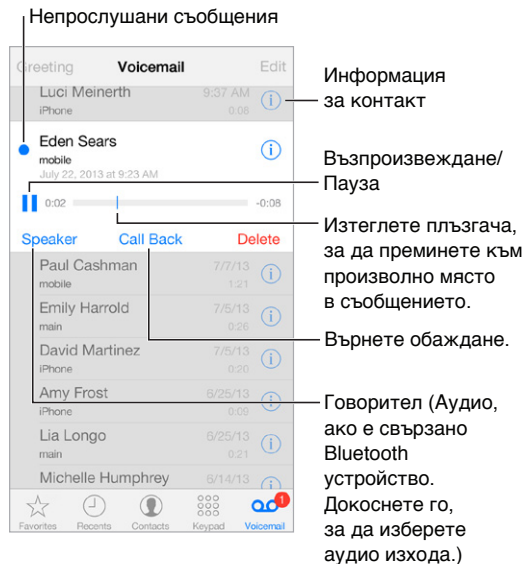 Непрослушани съобщения
Greeting Voicemail Edit
Luci Meinerth 9:37 AM
iPhone 0:08
Информация
за контакт
Eden Sears
mobile
July 22, 2013 at 9:23 AM
Възпроизвеждане/
Пауза
0:02 -0:08
Изтеглете плъзгача,
за да преминете към
произволно място
в съобщението.
Speaker Call Back Delete
Paul Cashman 7/7/13
mobile 1:21
Emily Harrold 7/5/13
main 0:26
Върнете обаждане.
David Martinez 7/5/13
iPhone 0:20
Amy Frost 6/25/13
iPhone 0:09
Lia Longo 6/25/13
main 0:21
Michelle Humphrey 6/14/13
Говорител (Аудио,
ако е свързано
Bluetooth
устройство.
Докоснете го,
за да изберете
аудио изхода.)
1
Favorites Recents Contacts Keypad Voicemail